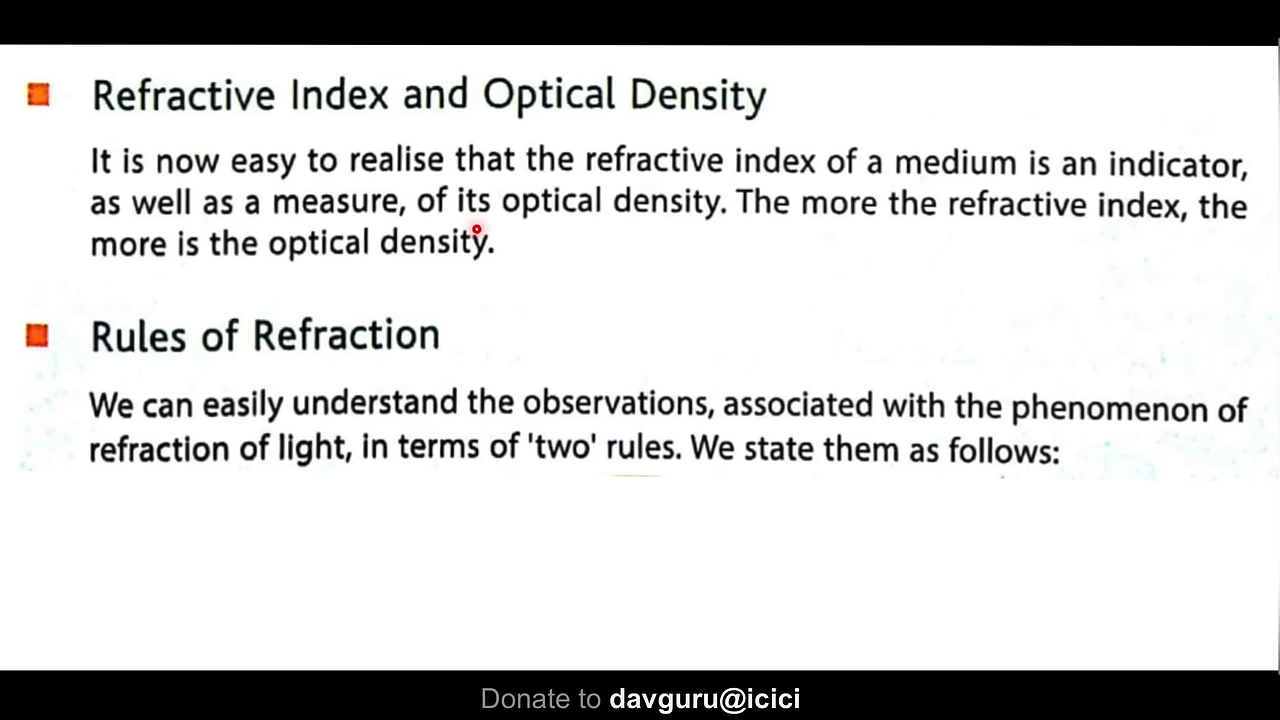 Refractive Index and Optical Density
It is now easy to realise that the refractive index of a medium is an indicator,
as well as a measure, of its optical density. The more the refractive index, the
more is the optical density.
Rules of Refraction
We can easily understand the observations, associated with the phenomenon of
refraction of light, in terms of 'two' rules. We state them as follows:
Donate to davguru@icici